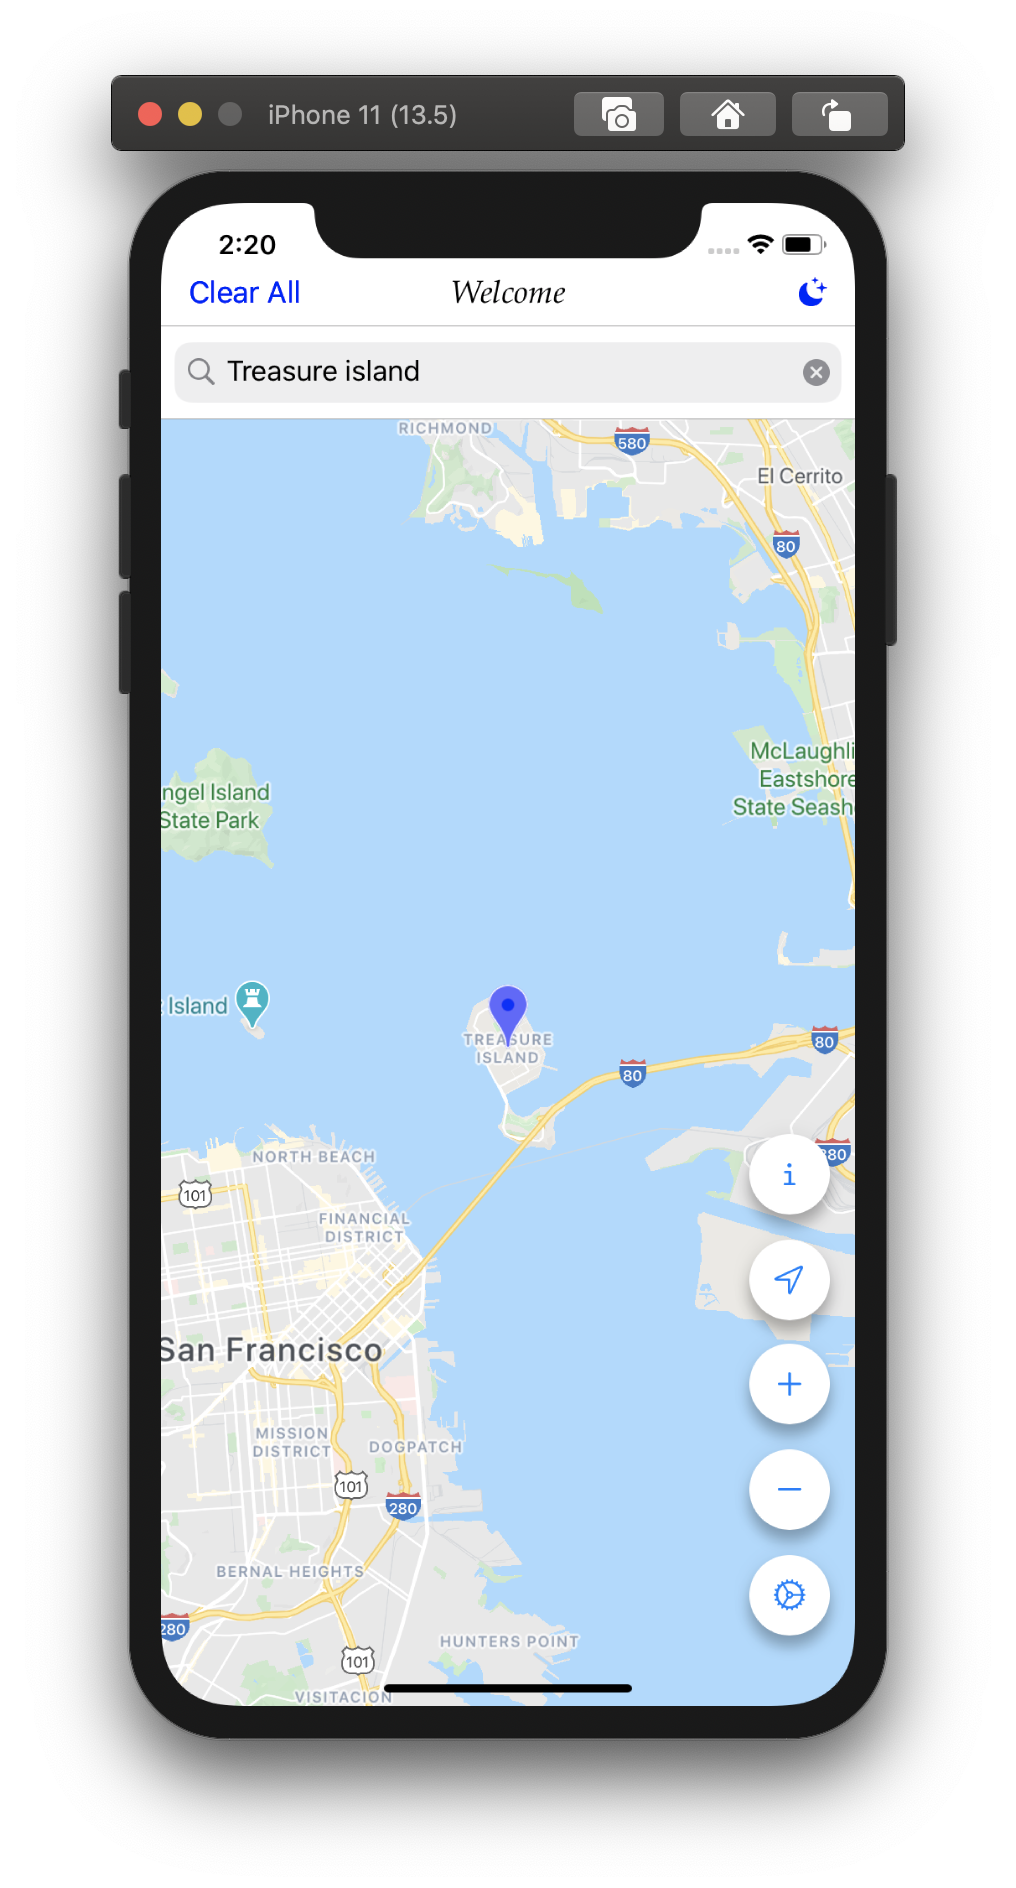 iPhone 11 (13.5)
2:20
Clear All
Welcome
Treasure island
RICHMOND
580
El Cerrito
80
McLaughli
Eastshore
State Seash
ngel Island
State Park
Island
TREASURE
ISLAND
80
80
80
NORTH BEACH
i
101
FINANCIAL
DISTRICT
San Francisco
MISSION
DISTRICT
DOGPATCH
101
280
BERNAL HEIGHTS
280
HUNTERS POINT
101
VISITACION